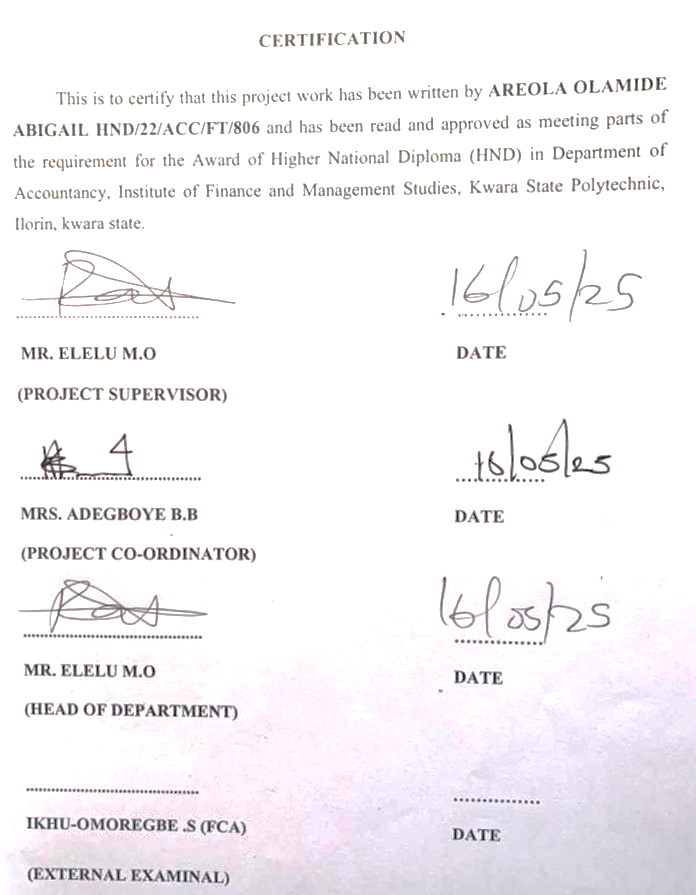 CERTIFICATION
This is to certify that this project work has been written by AREOLA OLAMIDE
ABIGAIL HND/22/ACC/FT/806 and has been read and approved as meeting parts of
the requirement for the Award of Higher National Diploma (HND) in Department of
Accountancy, Institute of Finance and Management Studies, Kwara State Polytechnic,
Ilorin, kwara state.
16/05/25
MR. ELELU M.O DATE
(PROJECT SUPERVISOR)
16/05/25
MRS. ADEGBOYE B.B DATE
(PROJECT CO-ORDINATOR)
16/05/25
MR. ELELU M.O DATE
(HEAD OF DEPARTMENT)
IKHU-OMOREGBE .S (FCA) DATE
(EXTERNAL EXAMINAL)